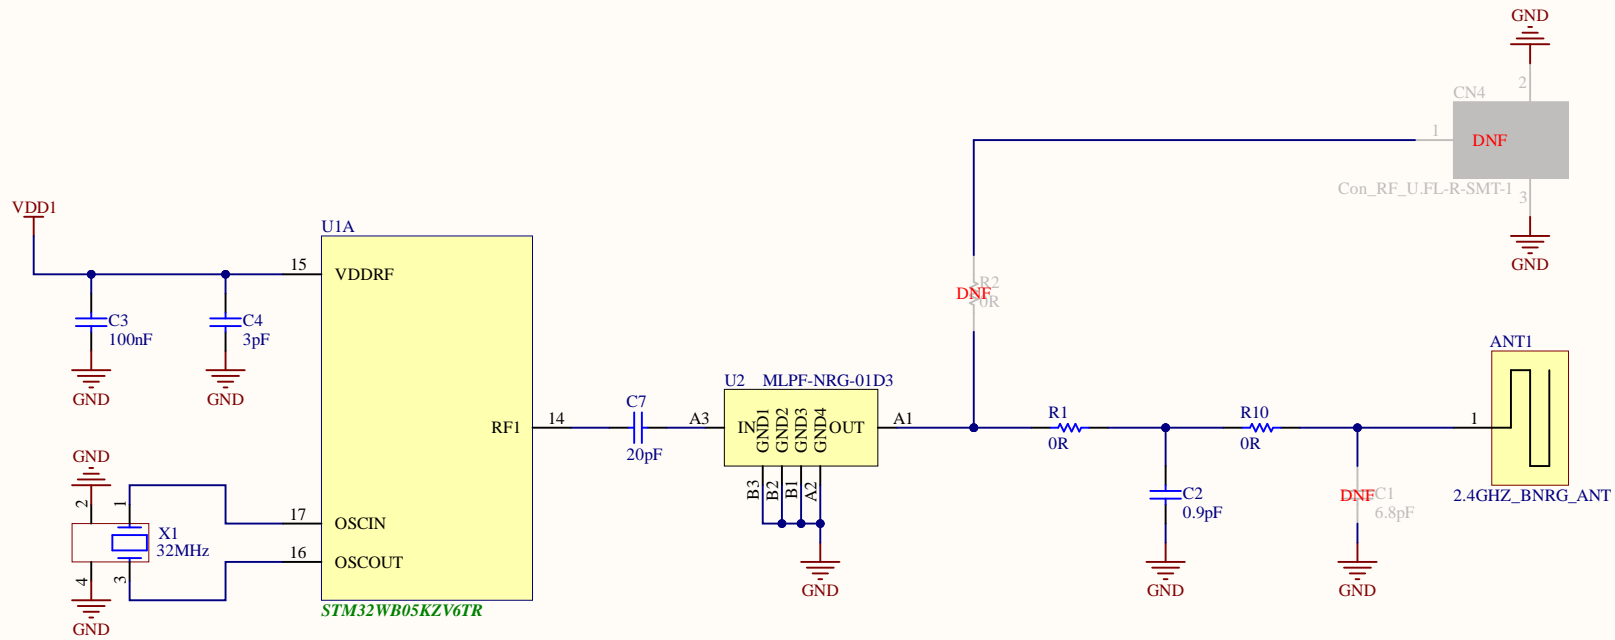 GND
2
CN4
1
DNF
Con_RF_U.FL-R-SMT-1
3
GND
VDD1
U1A
15
VDDRF
C3
100nF
GND
C4
3pF
GND
R2
DNF
0R
ANT1
U2 MLPF-NRG-01D3
RF1
14
C7
20pF
A3
IN
GND1
GND2
GND3
GND4
OUT
A1
B3
B2
B1
A2
GND
R1
0R
R10
0R
1
C2
0.9pF
GND
DNF
C1
6.8pF
GND
2.4GHZ_BNRG_ANT
GND
2
1
X1
32MHz
4
3
GND
17
OSCIN
16
OSCOUT
STM32WB05KZV6TR